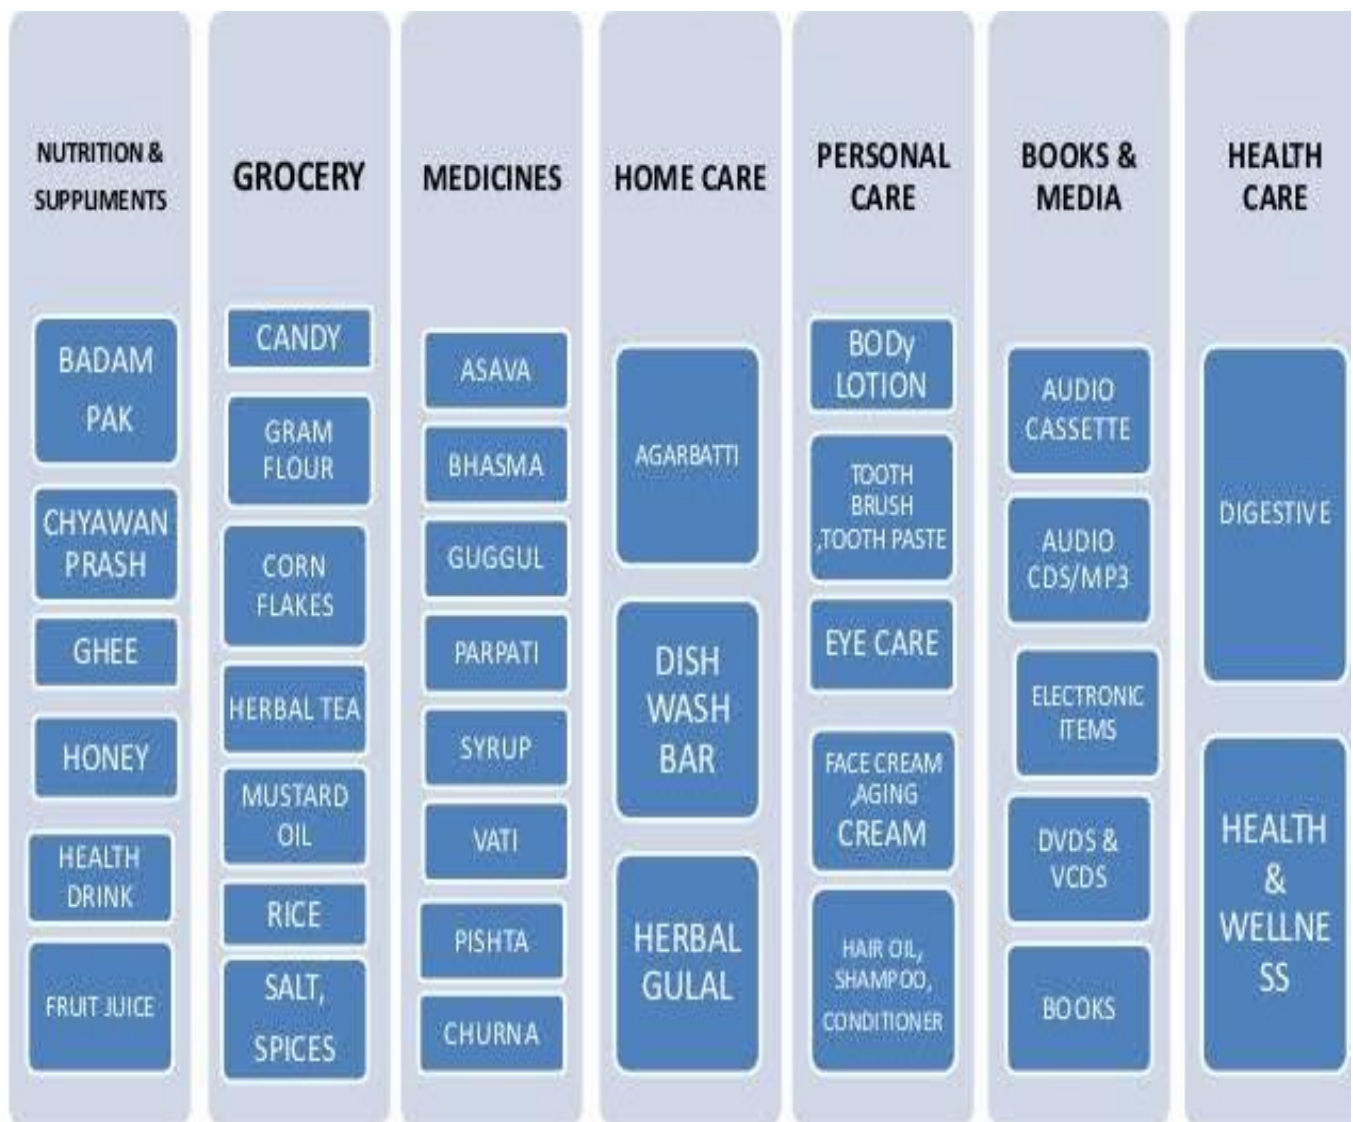 NUTRITION &
SUPPLIMENTS
BADAM
PAK
CHYAWAN
PRASH
GHEE
HONEY
HEALTH
DRINK
FRUIT JUICE
GROCERY
CANDY
GRAM
FLOUR
CORN
FLAKES
HERBAL TEA
MUSTARD
OIL
RICE
SALT,
SPICES
MEDICINES
ASAVA
BHASMA
GUGGUL
PARPATI
SYRUP
VATI
PISHTA
CHURNA
HOME CARE
AGARBATTI
DISH
WASH
BAR
HERBAL
GULAL
PERSONAL
CARE
BODy
LOTION
TOOTH
BRUSH
,TOOTH PASTE
EYE CARE
FACE CREAM
,AGING
CREAM
HAIR OIL,
SHAMPOO,
CONDITIONER
BOOKS &
MEDIA
AUDIO
CASSETTE
AUDIO
CDS/MP3
ELECTRONIC
ITEMS
DVDS &
VCDS
BOOKS
HEALTH
CARE
DIGESTIVE
HEALTH
&
WELLNE
SS